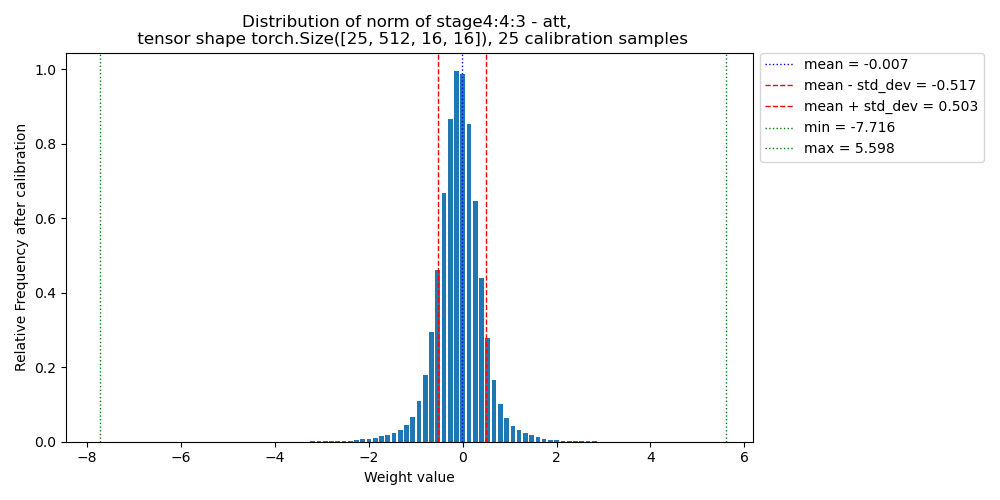 Distribution of norm of stage4:4:3 - att,
tensor shape torch.Size([25, 512, 16, 16]), 25 calibration samples
mean = -0.007
mean - std_dev = -0.517
mean + std_dev = 0.503
min = -7.716
max = 5.598
Relative Frequency after calibration
1.0
0.8
0.6
0.4
0.2
0.0
−8 −6 −4 −2 0 2 4 6
Weight value